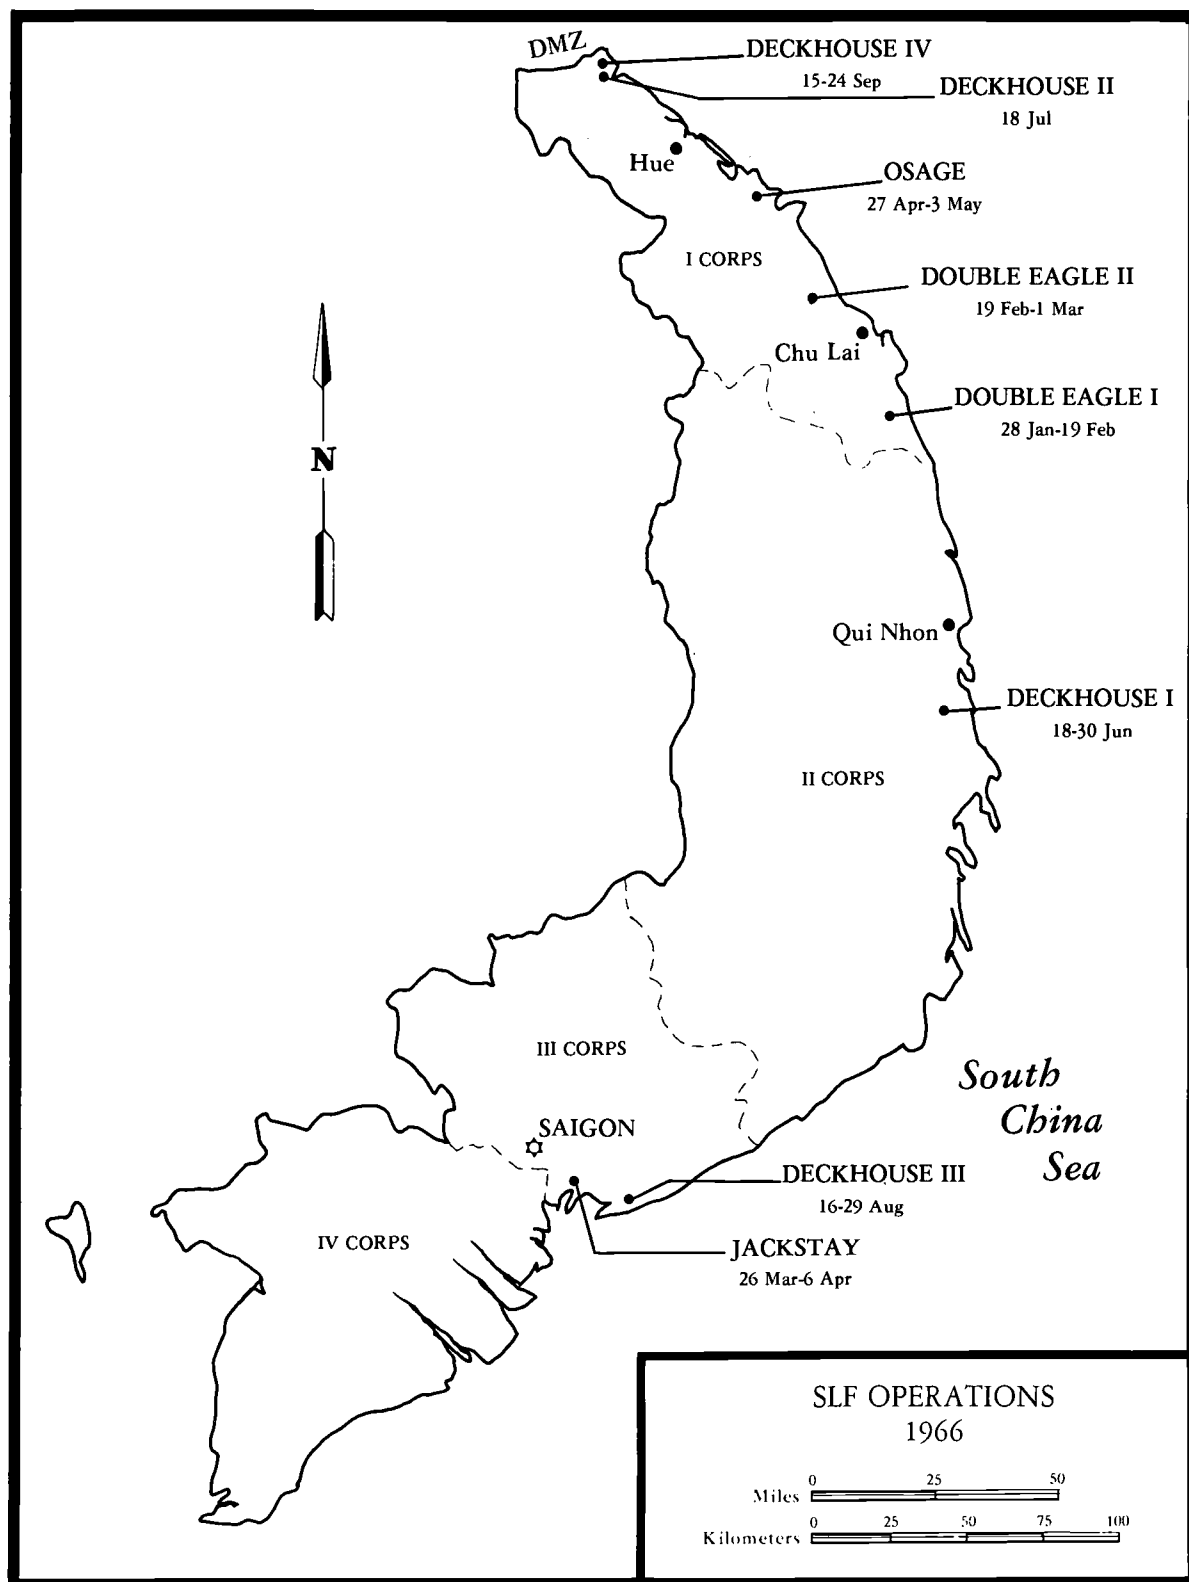 DMZ
DECKHOUSE IV
15-24 Sep
DECKHOUSE II
18 Jul
Hue
OSAGE
27 Apr-3 May
I CORPS
DOUBLE EAGLE II
19 Feb-1 Mar
Chu Lai
DOUBLE EAGLE I
28 Jan-19 Feb
N
Qui Nhon
DECKHOUSE I
18-30 Jun
II CORPS
III CORPS
South
China
Sea
SAIGON
DECKHOUSE III
16-29 Aug
IV CORPS
JACKSTAY
26 Mar-6 Apr
SLF OPERATIONS
1966
0 25 50
Miles
0 25 50 75 100
Kilometers